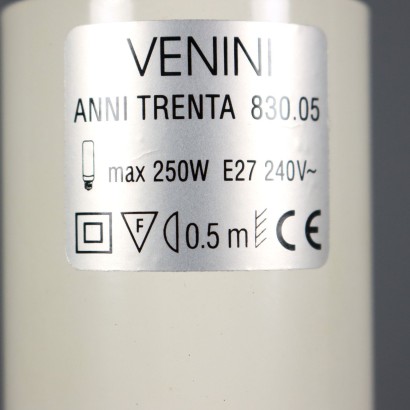 VENINI
ANNI TRENTA 830.05
max 250W E27 240V~
F 0.5 m CE